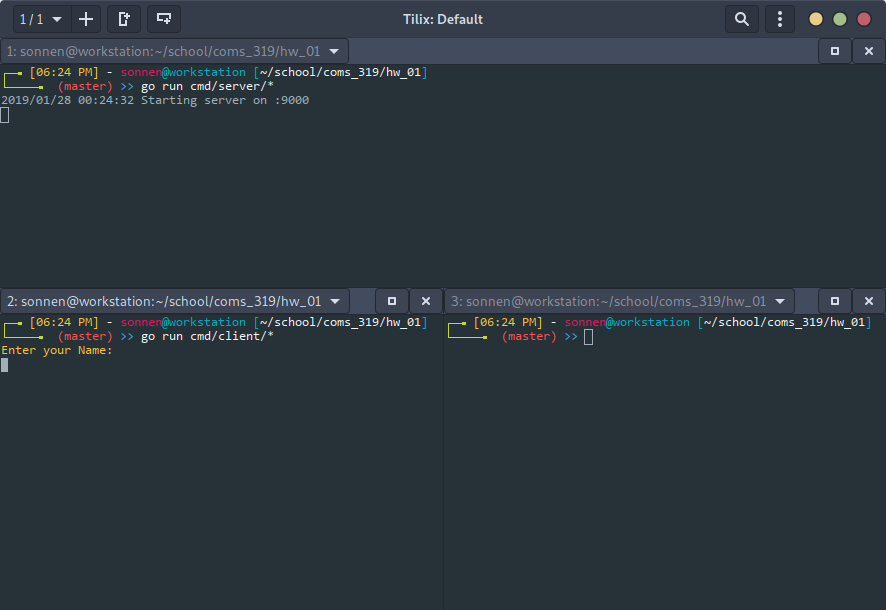 1 / 1
Tilix: Default
1: sonnen@workstation:~/school/coms_319/hw_01
[06:24 PM] - sonnen@workstation [~/school/coms_319/hw_01]
(master) >> go run cmd/server/*
2019/01/28 00:24:32 Starting server on :9000
2: sonnen@workstation:~/school/coms_319/hw_01
[06:24 PM] - sonnen@workstation [~/school/coms_319/hw_01]
(master) >> go run cmd/client/*
Enter your Name:
3: sonnen@workstation:~/school/coms_319/hw_01
[06:24 PM] - sonnen@workstation [~/school/coms_319/hw_01]
(master) >>